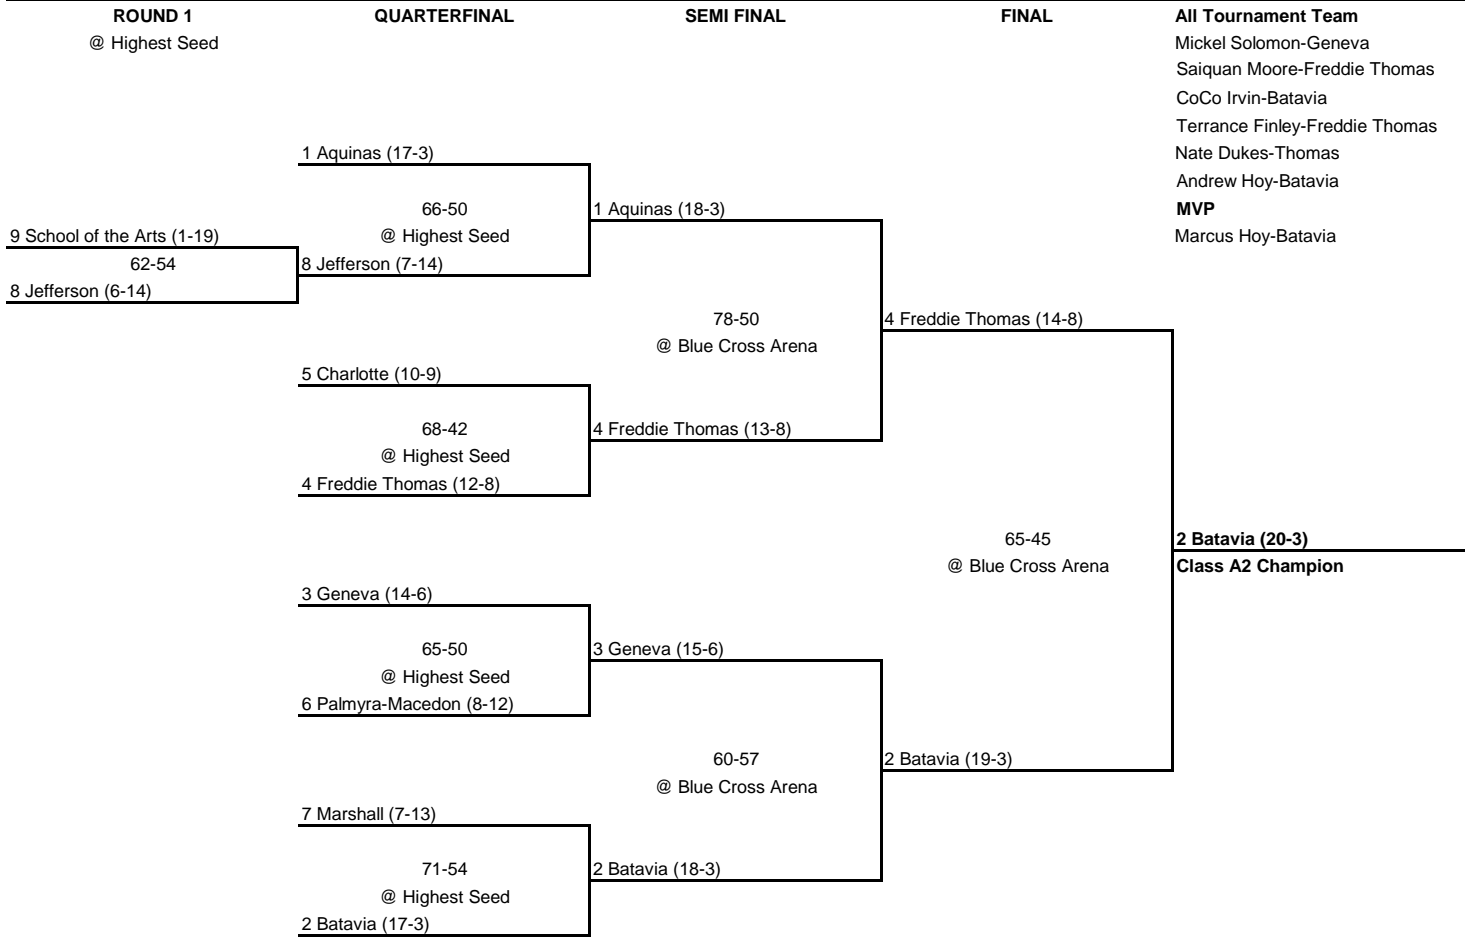 ROUND 1
@ Highest Seed
9 School of the Arts (1-19)
62-54
8 Jefferson (6-14)
QUARTERFINAL
1 Aquinas (17-3)
66-50
@ Highest Seed
8 Jefferson (7-14)
5 Charlotte (10-9)
68-42
@ Highest Seed
4 Freddie Thomas (12-8)
3 Geneva (14-6)
65-50
@ Highest Seed
6 Palmyra-Macedon (8-12)
7 Marshall (7-13)
71-54
@ Highest Seed
2 Batavia (17-3)
SEMI FINAL
1 Aquinas (18-3)
78-50
@ Blue Cross Arena
4 Freddie Thomas (13-8)
3 Geneva (15-6)
60-57
@ Blue Cross Arena
2 Batavia (18-3)
FINAL
4 Freddie Thomas (14-8)
65-45
@ Blue Cross Arena
2 Batavia (19-3)
All Tournament Team
Mickel Solomon-Geneva
Saiquan Moore-Freddie Thomas
CoCo Irvin-Batavia
Terrance Finley-Freddie Thomas
Nate Dukes-Thomas
Andrew Hoy-Batavia
MVP
Marcus Hoy-Batavia
2 Batavia (20-3)
Class A2 Champion